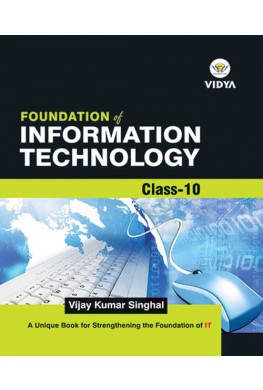 VIDYA
FOUNDATION of
INFORMATION
TECHNOLOGY
Class-10
Vijay Kumar Singhal
A Unique Book for Strengthening the Foundation of IT